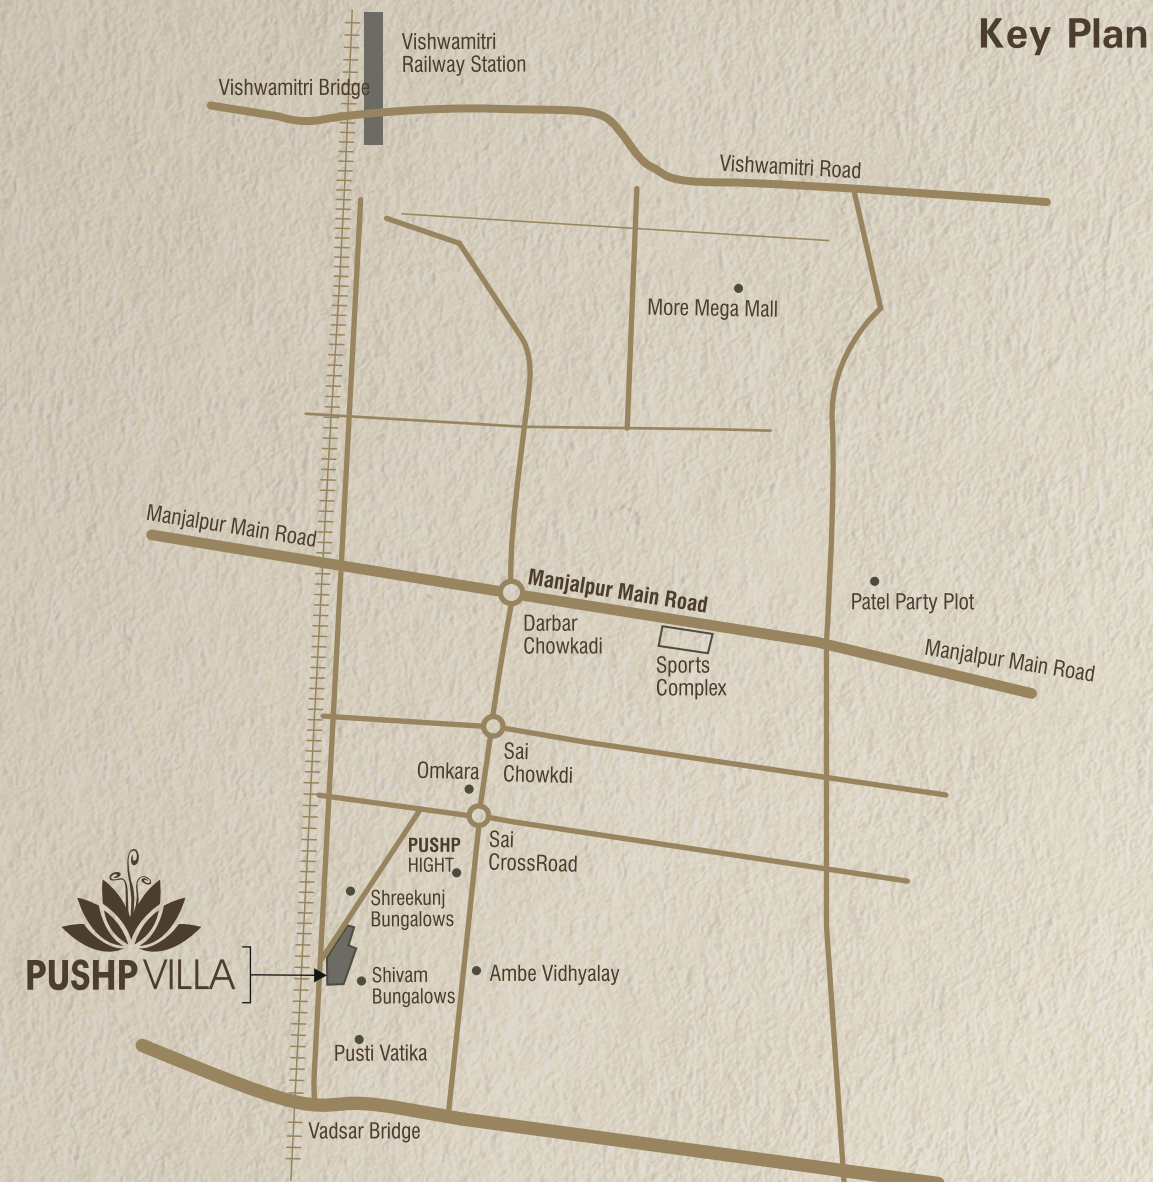 Key Plan
Vishwamitri
Railway Station
Vishwamitri Bridge
Vishwamitri Road
More Mega Mall
Manjalpur Main Road
Manjalpur Main Road
Patel Party Plot
Darbar
Chowkadi
Manjalpur Main Road
Sports
Complex
Sai
Chowkdi
Omkara
Sai
CrossRoad
PUSHP
HIGHT
Shreekunj
Bungalows
PUSHP VILLA
Shivam
Bungalows
Ambe Vidhyalay
Pusti Vatika
Vadsar Bridge